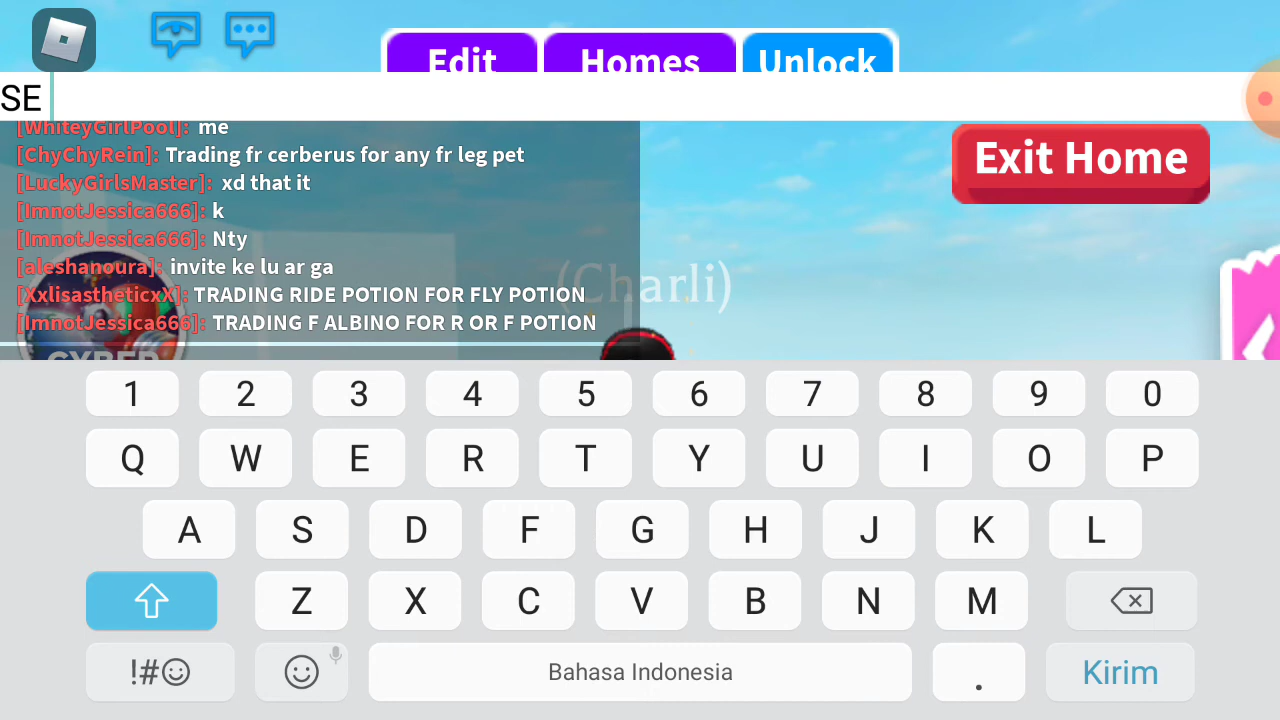 Edit Homes Unlock
SE
[WhiteyGirlPool]: me
[ChyChyRein]: Trading fr cerberus for any fr leg pet
Exit Home
[LuckyGirlsMaster]: xd that it
[ImnotJessica666]: k
[ImnotJessica666]: Nty
[aleshanoura]: invite ke lu ar ga
(Charli)
[XxlisastheticxX]: TRADING RIDE POTION FOR FLY POTION
[ImnotJessica666]: TRADING F ALBINO FOR R OR F POTION
CYBER
1 2 3 4 5 6 7 8 9 0
Q W E R T Y U I O P
A S D F G H J K L
Z X C V B N M
!#☺ Bahasa Indonesia . Kirim